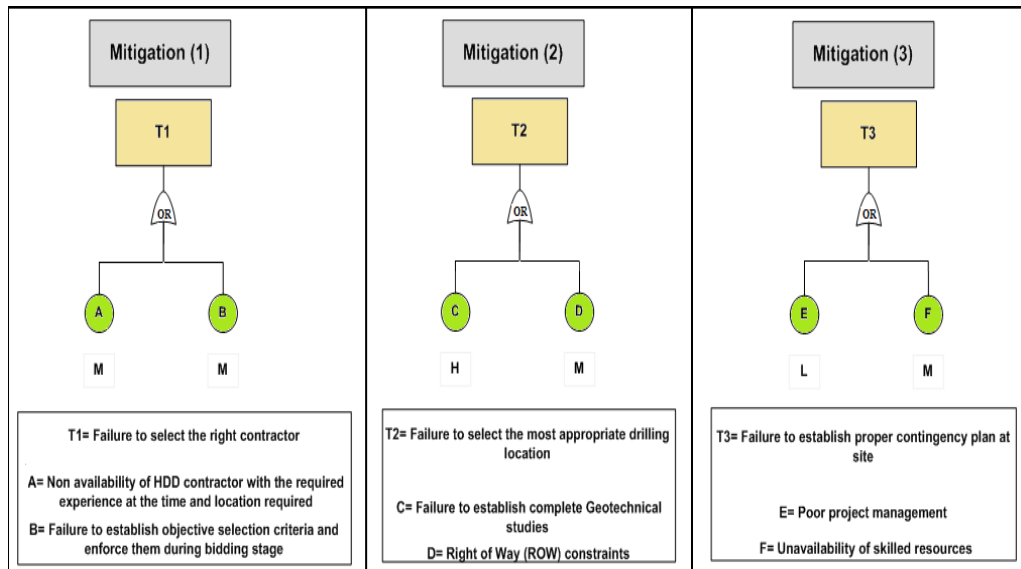 Mitigation (1)
T1
OR
A
B
M
M
T1= Failure to select the right contractor
A= Non availability of HDD contractor with the required
experience at the time and location required
B= Failure to establish objective selection criteria and
enforce them during bidding stage
Mitigation (2)
T2
OR
C
D
H
M
T2= Failure to select the most appropriate drilling
location
C= Failure to establish complete Geotechnical
studies
D= Right of Way (ROW) constraints
Mitigation (3)
T3
OR
E
F
L
M
T3= Failure to establish proper contingency plan at
site
E= Poor project management
F= Unavailability of skilled resources